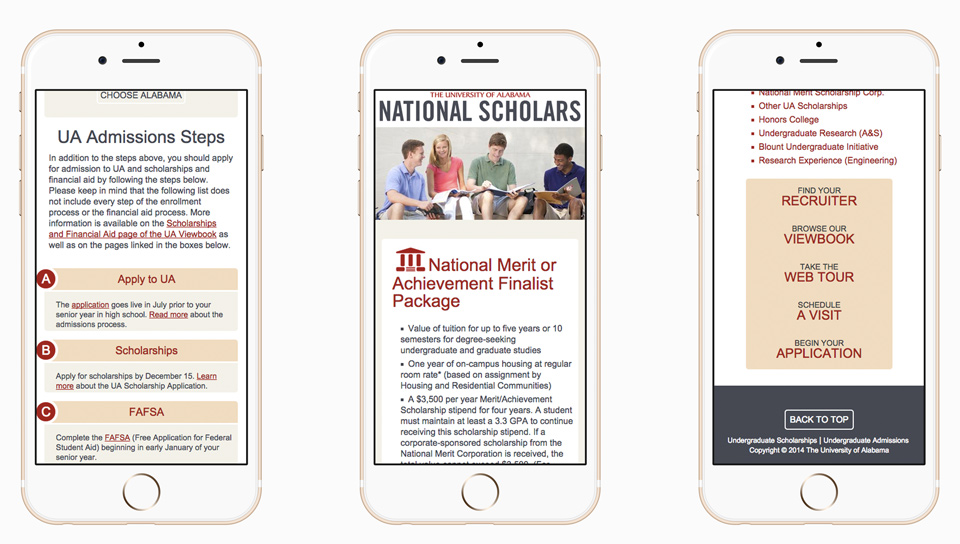 CHOOSE ALABAMA
UA Admissions Steps
In addition to the steps above, you should apply
for admission to UA and scholarships and
financial aid by following the steps below.
Please keep in mind that the following list does
not include every step of the enrollment
process or the financial aid process. More
information is available on the Scholarships
and Financial Aid page of the UA Viewbook as
well as on the pages linked in the boxes below.
A
Apply to UA
The application goes live in July prior to your
senior year in high school. Read more about the
admissions process.
B
Scholarships
Apply for scholarships by December 15. Learn
more about the UA Scholarship Application.
C
FAFSA
Complete the FAFSA (Free Application for Federal
Student Aid) beginning in early January of your
senior year.
THE UNIVERSITY OF ALABAMA
NATIONAL SCHOLARS
National Merit or
Achievement Finalist
Package
▪ Value of tuition for up to five years or 10
semesters for degree-seeking
undergraduate and graduate studies
▪ One year of on-campus housing at regular
room rate* (based on assignment by
Housing and Residential Communities)
▪ A $3,500 per year Merit/Achievement
Scholarship stipend for four years. A student
must maintain at least a 3.3 GPA to continue
receiving this scholarship stipend. If a
corporate-sponsored scholarship from the
National Merit Corporation is received, the
total value cannot exceed $3,500. (For
▪ National Merit Scholarship Corp.
▪ Other UA Scholarships
▪ Honors College
▪ Undergraduate Research (A&S)
▪ Blount Undergraduate Initiative
▪ Research Experience (Engineering)
FIND YOUR
RECRUITER
BROWSE OUR
VIEWBOOK
TAKE THE
WEB TOUR
SCHEDULE
A VISIT
BEGIN YOUR
APPLICATION
BACK TO TOP
Undergraduate Scholarships | Undergraduate Admissions
Copyright © 2014 The University of Alabama